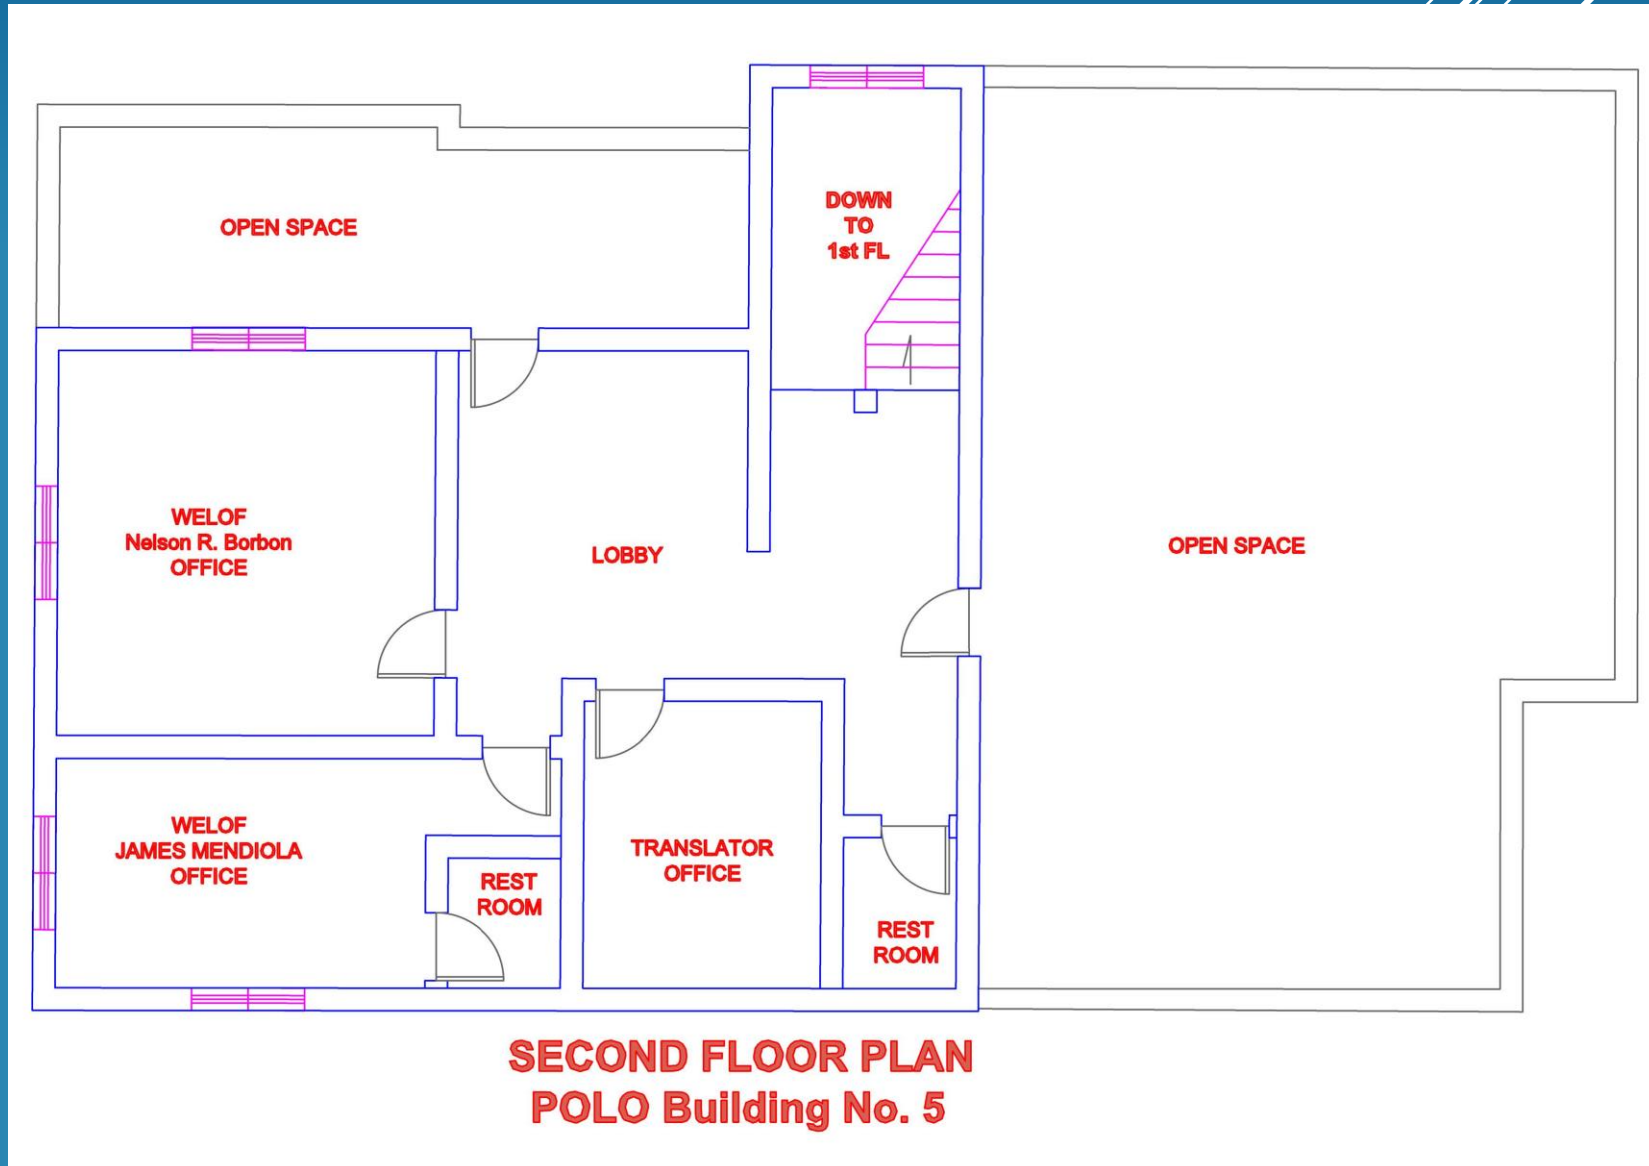 OPEN SPACE
DOWN
TO
1st FL
WELOF
Nelson R. Borbon
OFFICE
LOBBY
OPEN SPACE
WELOF
JAMES MENDIOLA
OFFICE
REST
ROOM
TRANSLATOR
OFFICE
REST
ROOM
SECOND FLOOR PLAN
POLO Building No. 5